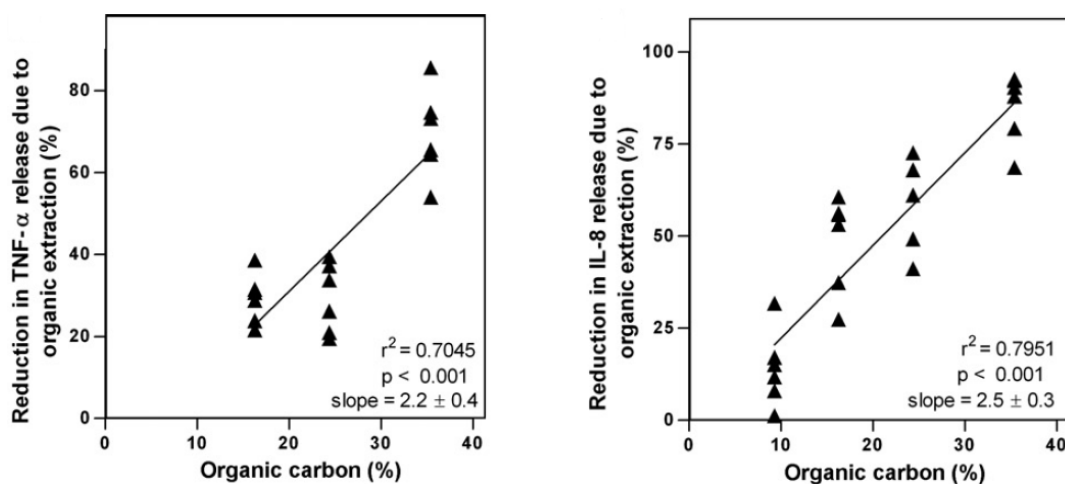 Reduction in TNF-α release due to
organic extraction (%)
80
60
40
20
0
r² = 0.7045
p < 0.001
slope = 2.2 ± 0.4
0 10 20 30 40
Organic carbon (%)
Reduction in IL-8 release due to
organic extraction (%)
100
75
50
25
0
r² = 0.7951
p < 0.001
slope = 2.5 ± 0.3
0 10 20 30 40
Organic carbon (%)